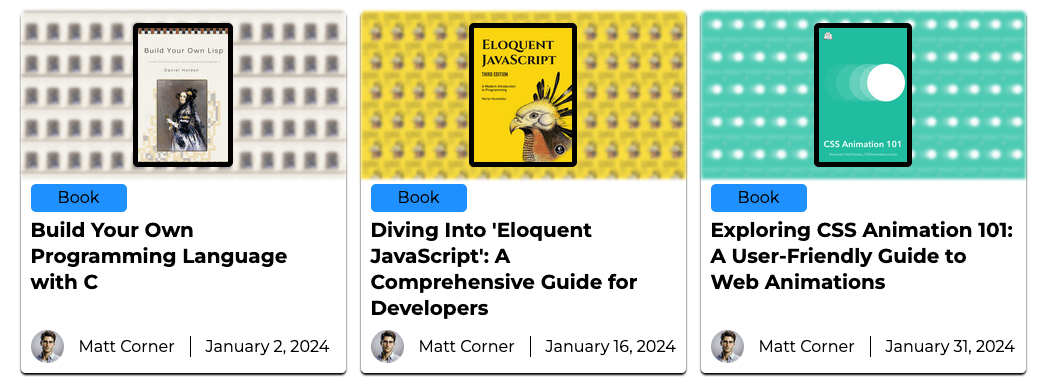 Build Your Own Lisp
Daniel Holden
Book
Build Your Own
Programming Language
with C
Matt Corner
January 2, 2024
ELOQUENT
JAVASCRIPT
THIRD EDITION
A Modern Introduction
to Programming
Marijn Haverbeke
Book
Diving Into 'Eloquent
JavaScript': A
Comprehensive Guide for
Developers
Matt Corner
January 16, 2024
CSS Animation 101
Book
Exploring CSS Animation 101:
A User-Friendly Guide to
Web Animations
Matt Corner
January 31, 2024